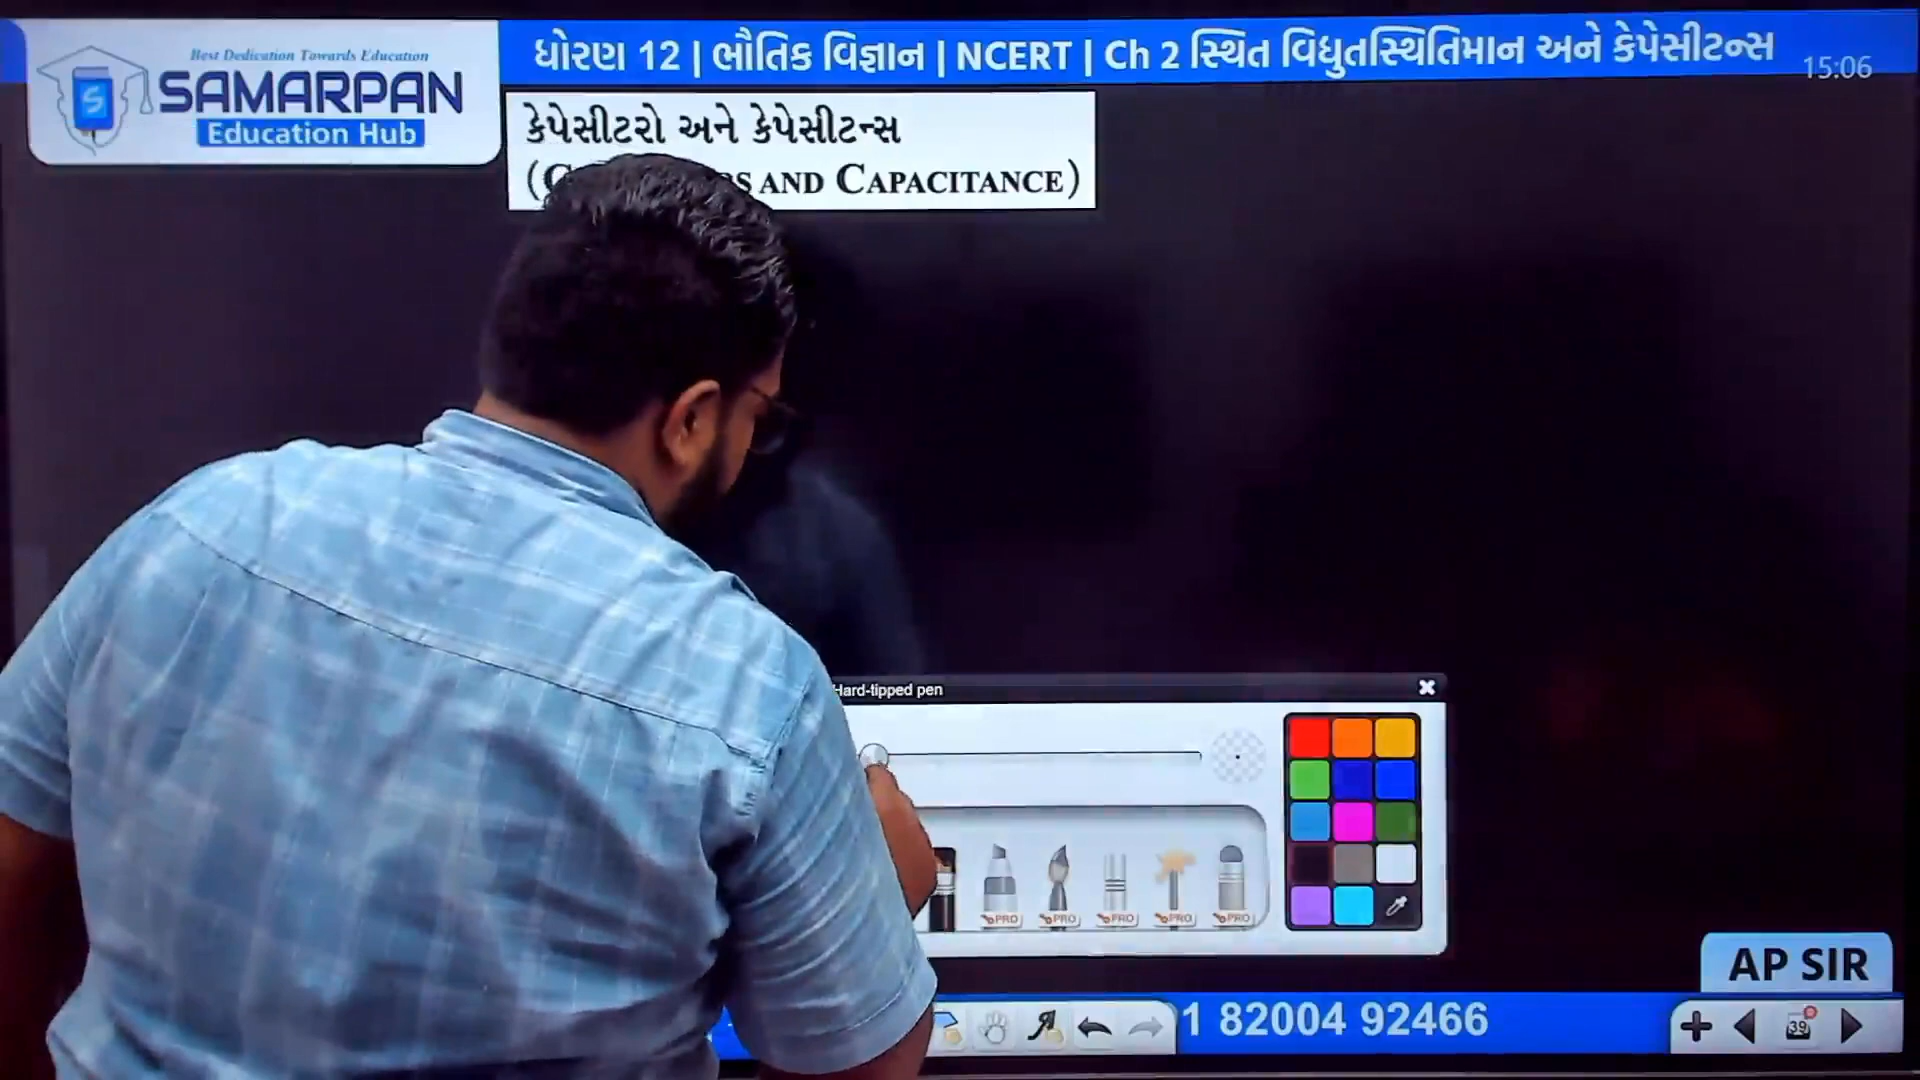 Best Dedication Towards Education
SAMARPAN
Education Hub
ધોરણ 12 | ભૌતિક વિજ્ઞાન | NCERT | Ch 2 સ્થિત વિદ્યુતસ્થિતિમાન અને કેપેસીટન્સ
15:06
કેપેસીટરો અને કેપેસીટન્સ
AND CAPACITANCE)
Hard-tipped pen
PRO PRO PRO PRO PRO
AP SIR
1 82004 92466
39